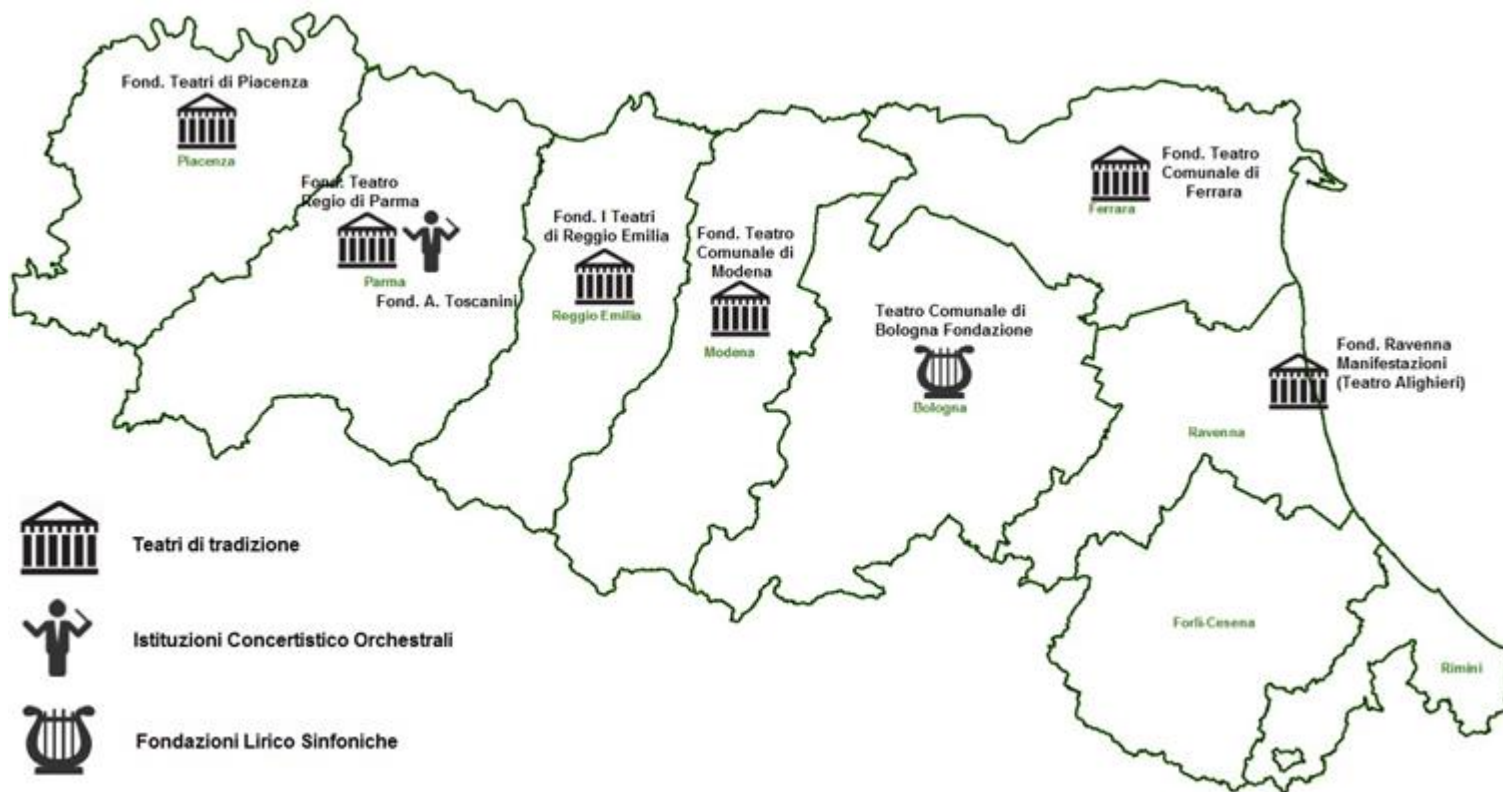 Fond. Teatri di Piacenza
Piacenza
Fond. Teatro
Regio di Parma
Parma
Fond. A. Toscanini
Fond. I Teatri
di Reggio Emilia
Reggio Emilia
Fond. Teatro
Comunale di
Modena
Modena
Teatro Comunale di
Bologna Fondazione
Bologna
Fond. Teatro
Comunale di
Ferrara
Ferrara
Fond. Ravenna
Manifestazioni
(Teatro Alighieri)
Ravenna
Forlì-Cesena
Rimini
Teatri di tradizione
Istituzioni Concertistico Orchestrali
Fondazioni Lirico Sinfoniche